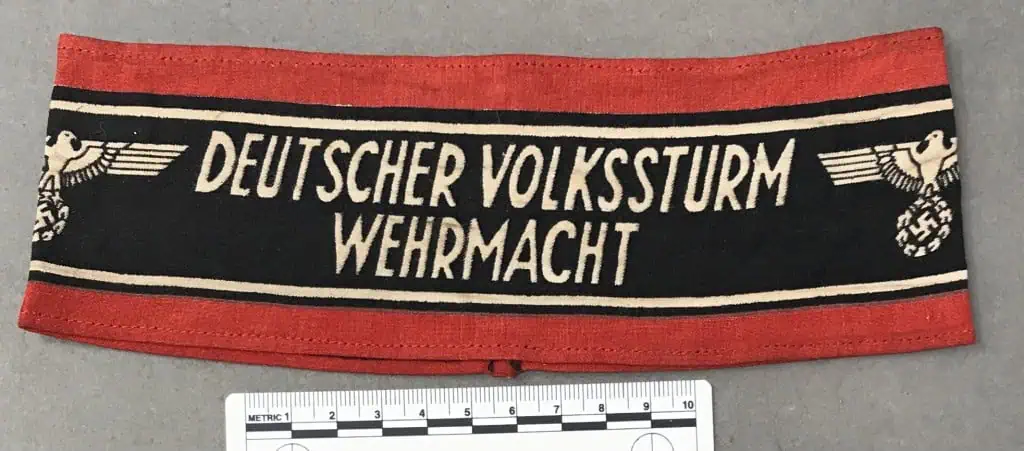 DEUTSCHER VOLKSSTURM
WEHRMACHT
METRIC 1 2 3 4 5 6 7 8 9 10